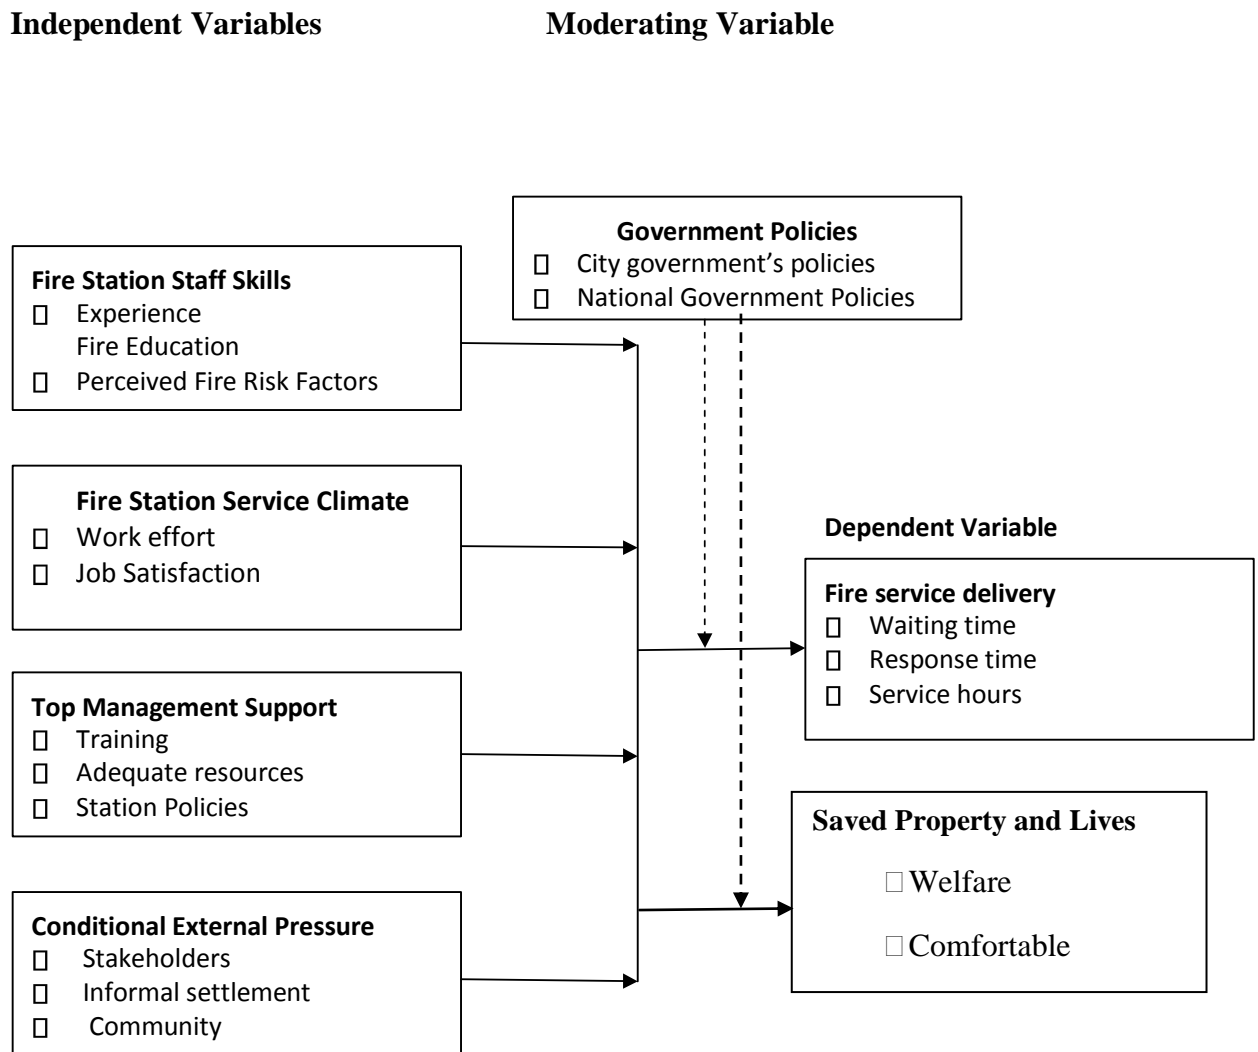 Independent Variables
Moderating Variable
Government Policies
City government's policies
National Government Policies
Fire Station Staff Skills
Experience
Fire Education
Perceived Fire Risk Factors
Fire Station Service Climate
Work effort
Job Satisfaction
Dependent Variable
Fire service delivery
Waiting time
Response time
Service hours
Top Management Support
Training
Adequate resources
Station Policies
Saved Property and Lives
Welfare
Comfortable
Conditional External Pressure
Stakeholders
Informal settlement
Community